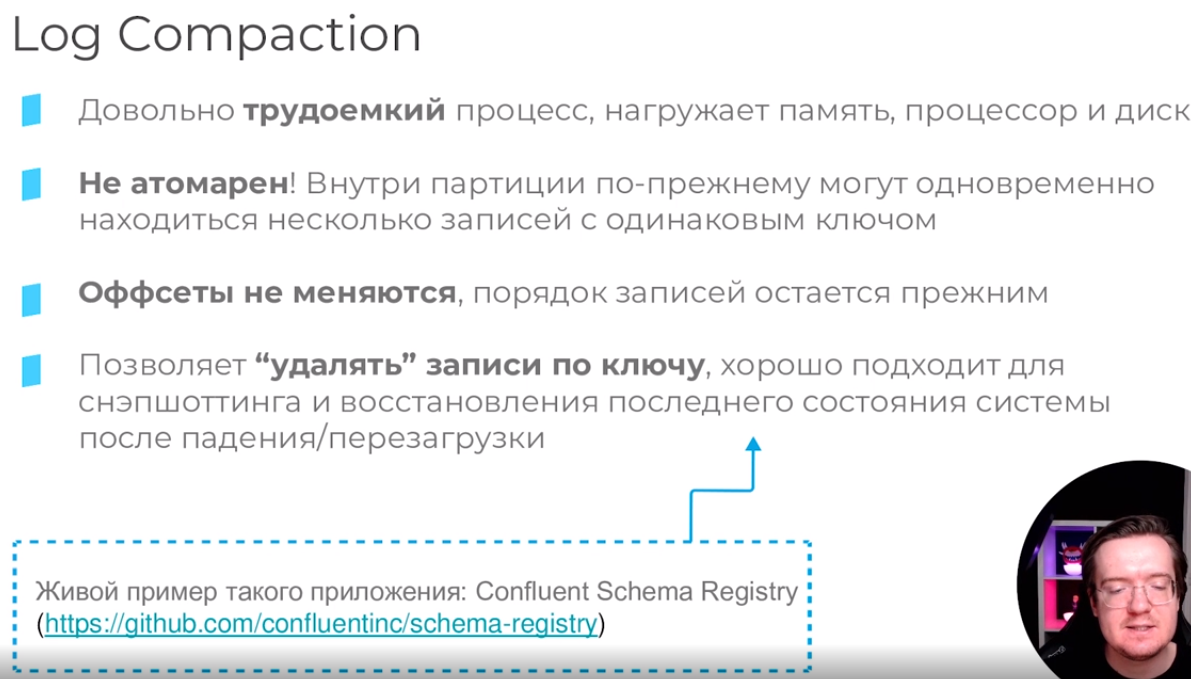 Log Compaction
Довольно трудоемкий процесс, нагружает память, процессор и диск
Не атомарен! Внутри партиции по-прежнему могут одновременно
находиться несколько записей с одинаковым ключом
Оффсеты не меняются, порядок записей остается прежним
Позволяет “удалять” записи по ключу, хорошо подходит для
снэпшоттинга и восстановления последнего состояния системы
после падения/перезагрузки
Живой пример такого приложения: Confluent Schema Registry
(https://github.com/confluentinc/schema-registry)